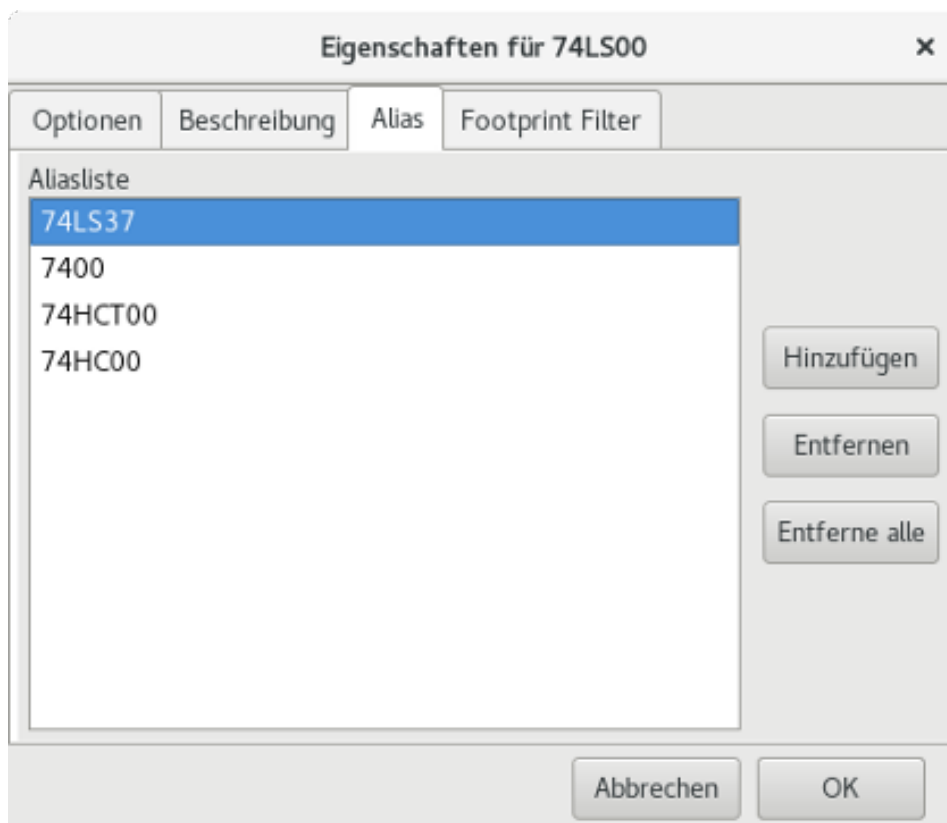 Eigenschaften für 74LS00
Optionen Beschreibung Alias Footprint Filter
Aliasliste
74LS37
7400
74HCT00
74HC00
Hinzufügen
Entfernen
Entferne alle
Abbrechen OK